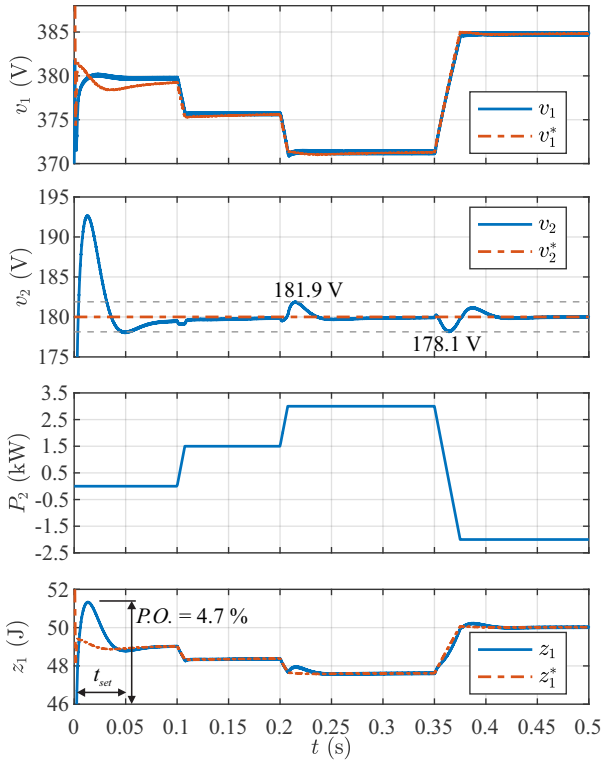 385
380
375
370
v₁ (V)
v₁
v₁*
195
190
185
180
175
v₂ (V)
181.9 V
178.1 V
v₂
v₂*
3.5
2.5
1.5
0.5
-0.5
-1.5
-2.5
P₂ (kW)
52
50
48
46
z₁ (J)
P.O. = 4.7 %
t_set
z₁
z₁*
0 0.05 0.1 0.15 0.2 0.25 0.3 0.35 0.4 0.45 0.5
t (s)